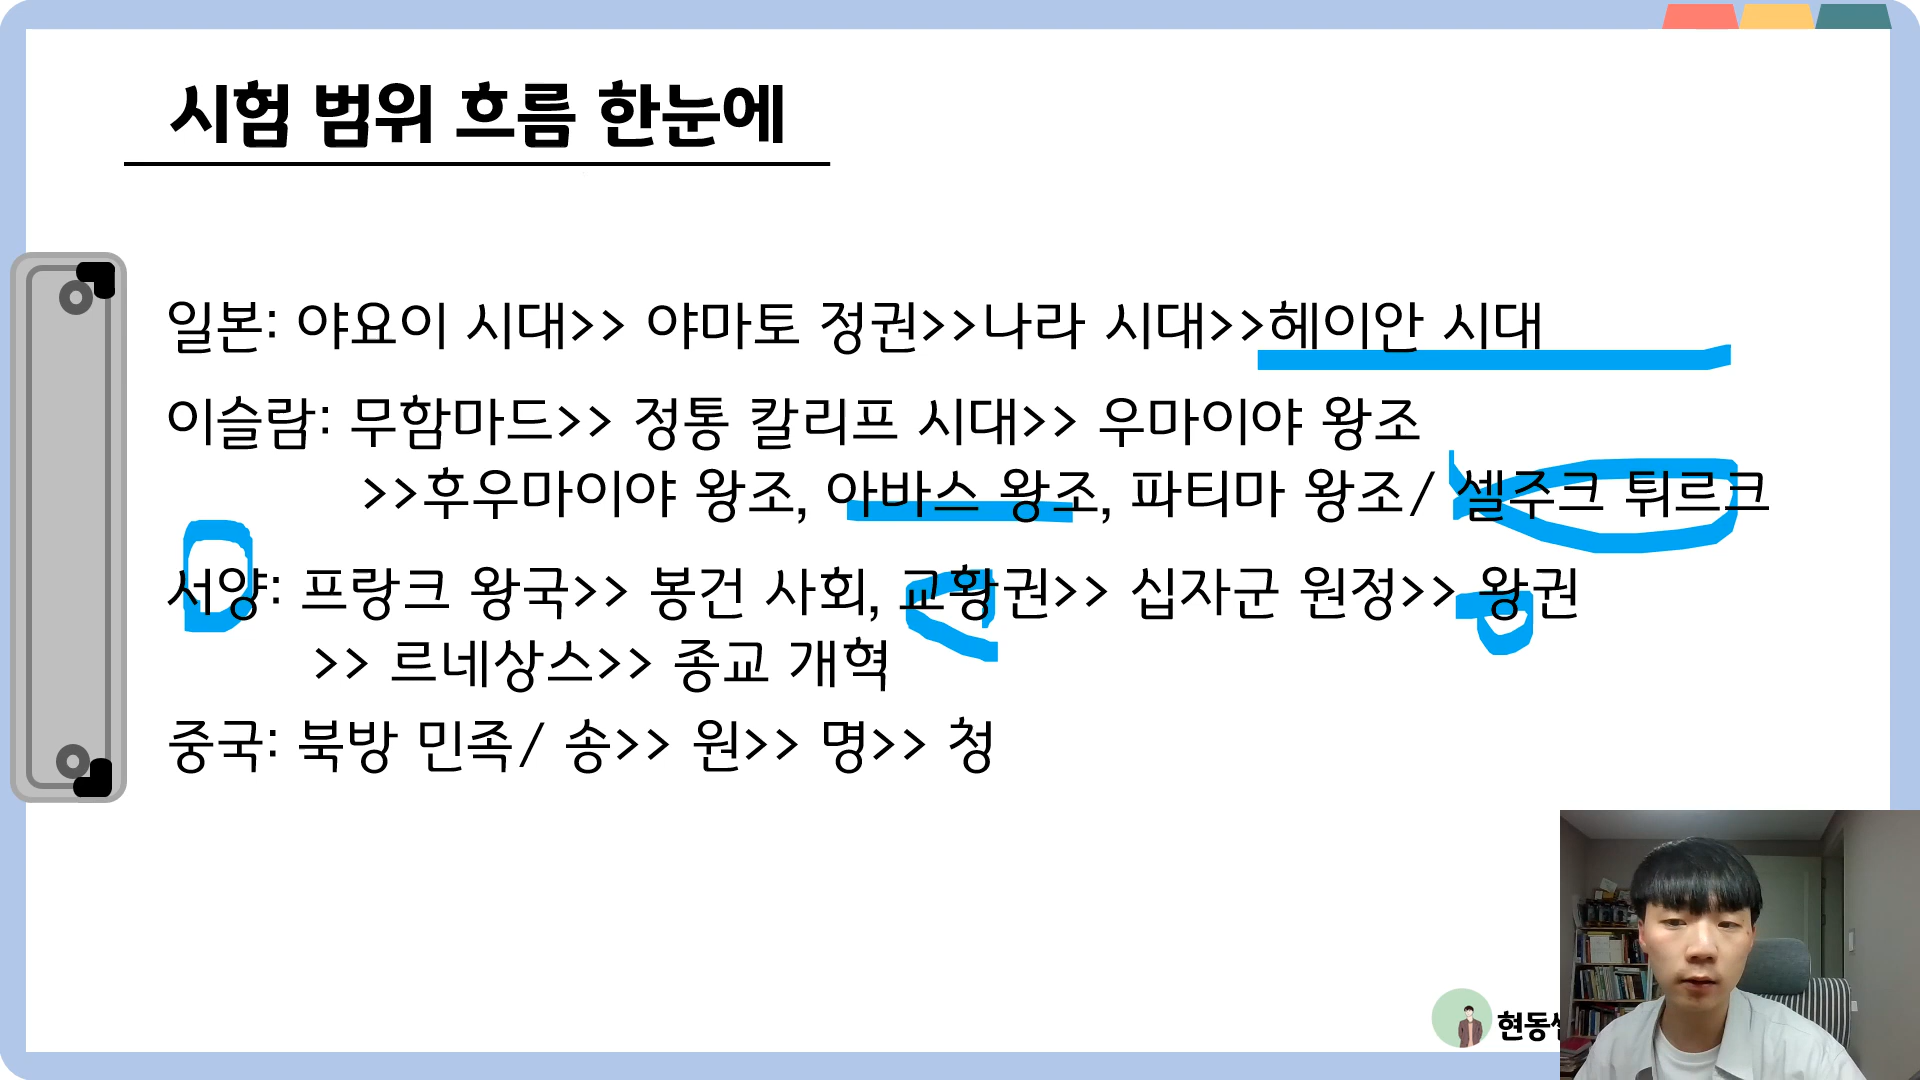 시험 범위 흐름 한눈에
일본: 야요이 시대>> 야마토 정권>>나라 시대>>헤이안 시대
이슬람: 무함마드>> 정통 칼리프 시대>> 우마이야 왕조
>>후우마이야 왕조, 아바스 왕조, 파티마 왕조/ 셀주크 튀르크
서양: 프랑크 왕국>> 봉건 사회, 교황권>> 십자군 원정>> 왕권
>> 르네상스>> 종교 개혁
중국: 북방 민족/ 송>> 원>> 명>> 청
현동